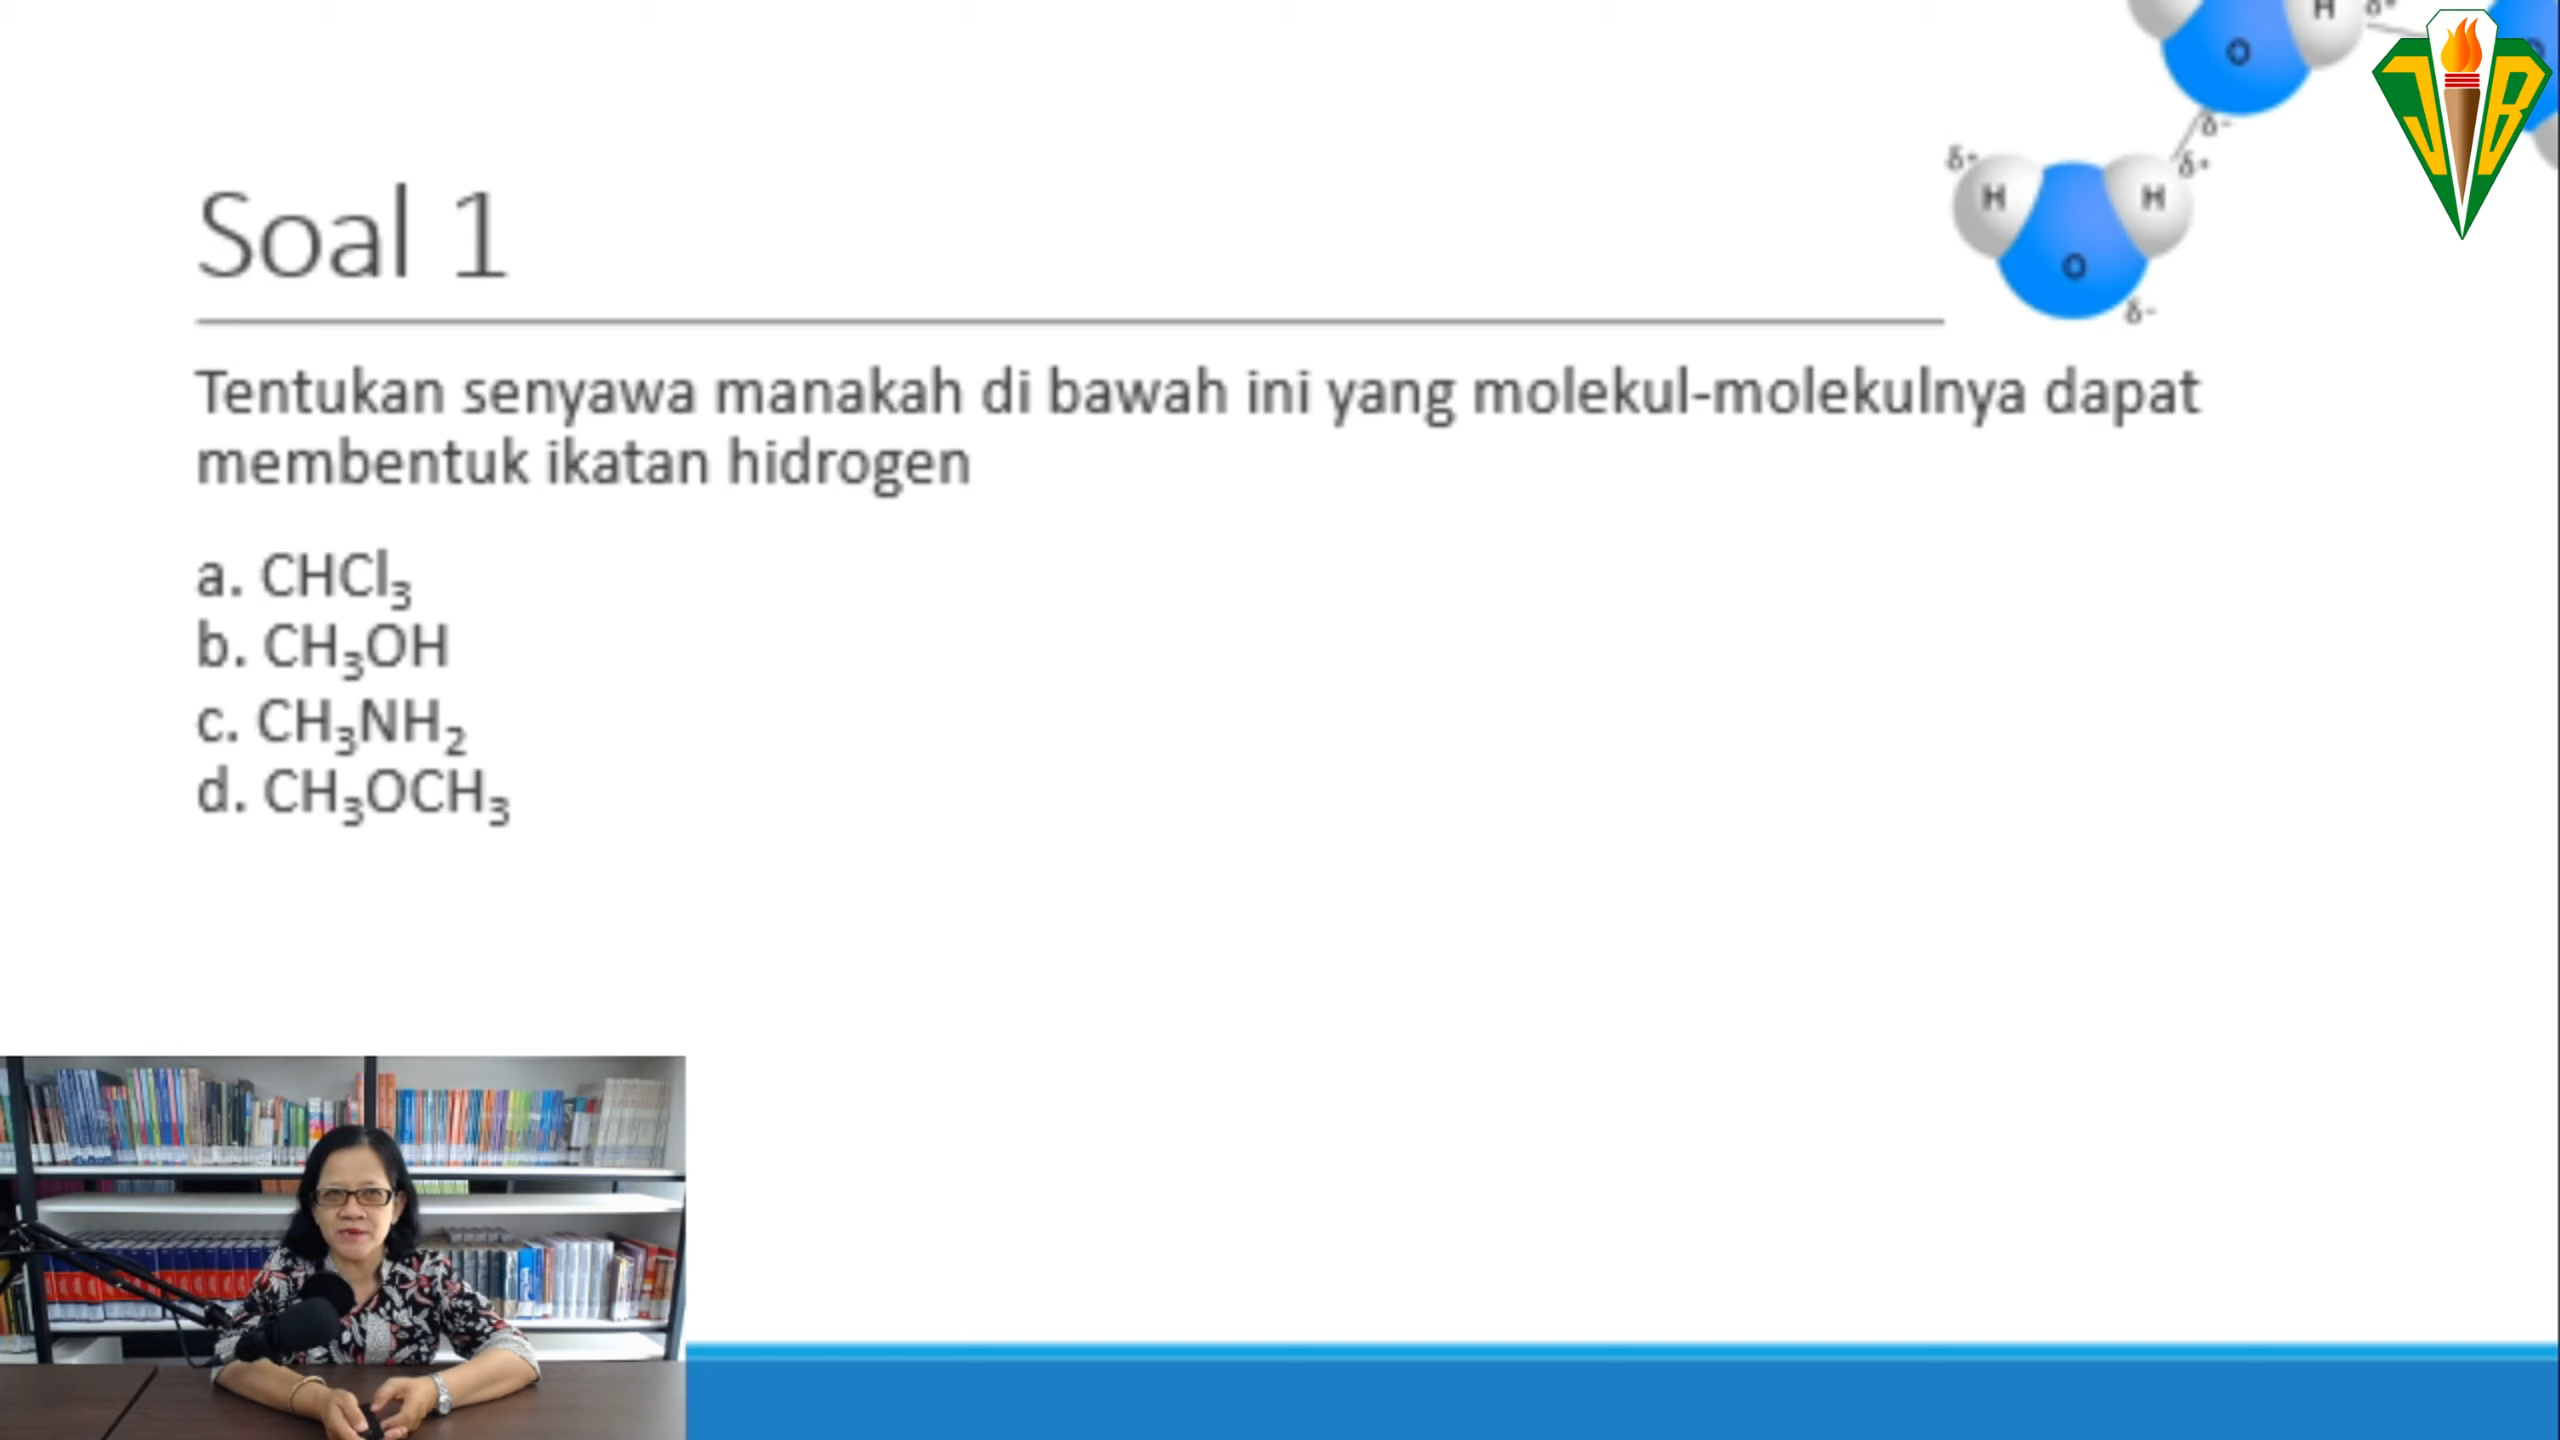 H δ+
O
O
δ-
δ+ δ+
H H
O
δ-
JB
Soal 1
Tentukan senyawa manakah di bawah ini yang molekul-molekulnya dapat
membentuk ikatan hidrogen
a. CHCl₃
b. CH₃OH
c. CH₃NH₂
d. CH₃OCH₃